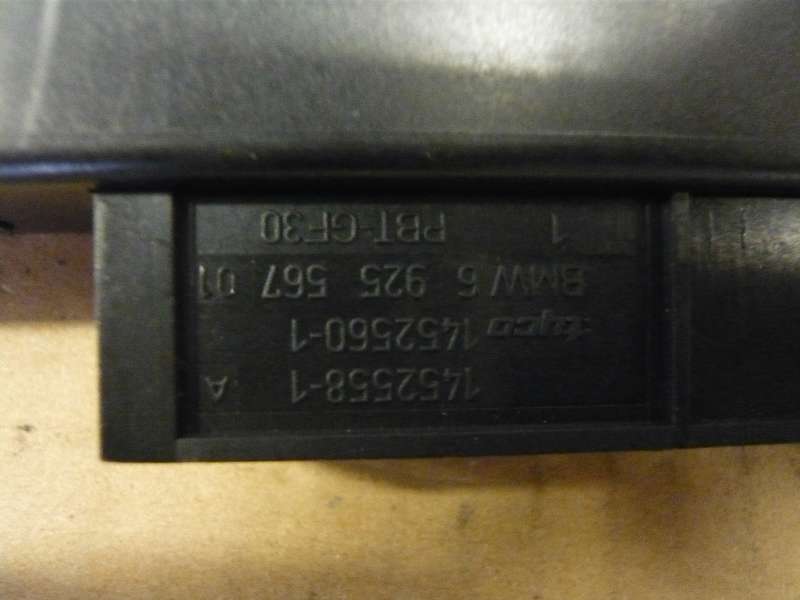 1452558-1 A
tyco 1452560-1
BMW 6 925 567 01
1 PBT-GF30